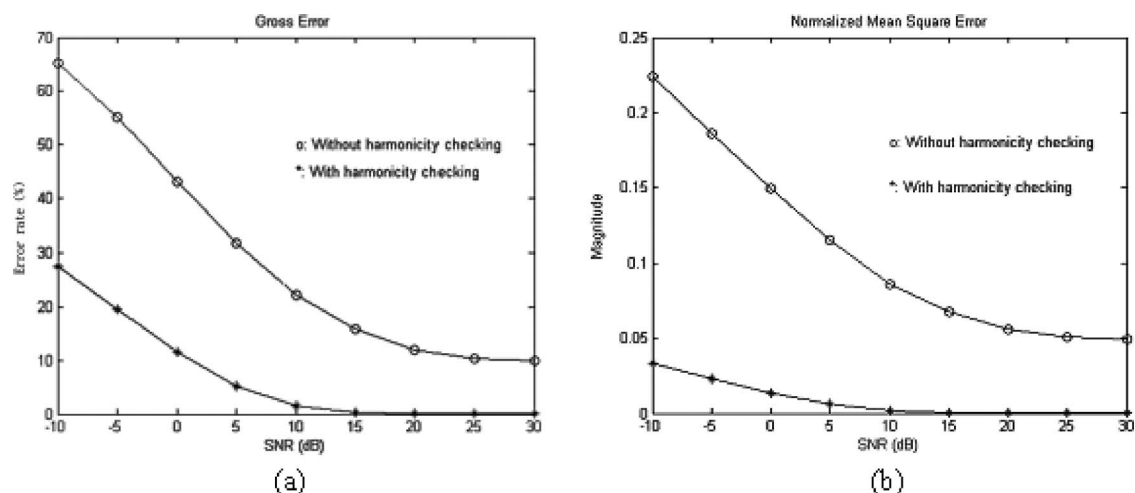 Gross Error
70
60
50
40
30
20
10
0
Error rate (%)
o: Without harmonicity checking
*: With harmonicity checking
-10 -5 0 5 10 15 20 25 30
SNR (dB)
(a)
Normalized Mean Square Error
0.25
0.2
0.15
0.1
0.05
0
Magnitude
o: Without harmonicity checking
*: With harmonicity checking
-10 -5 0 5 10 15 20 25 30
SNR (dB)
(b)